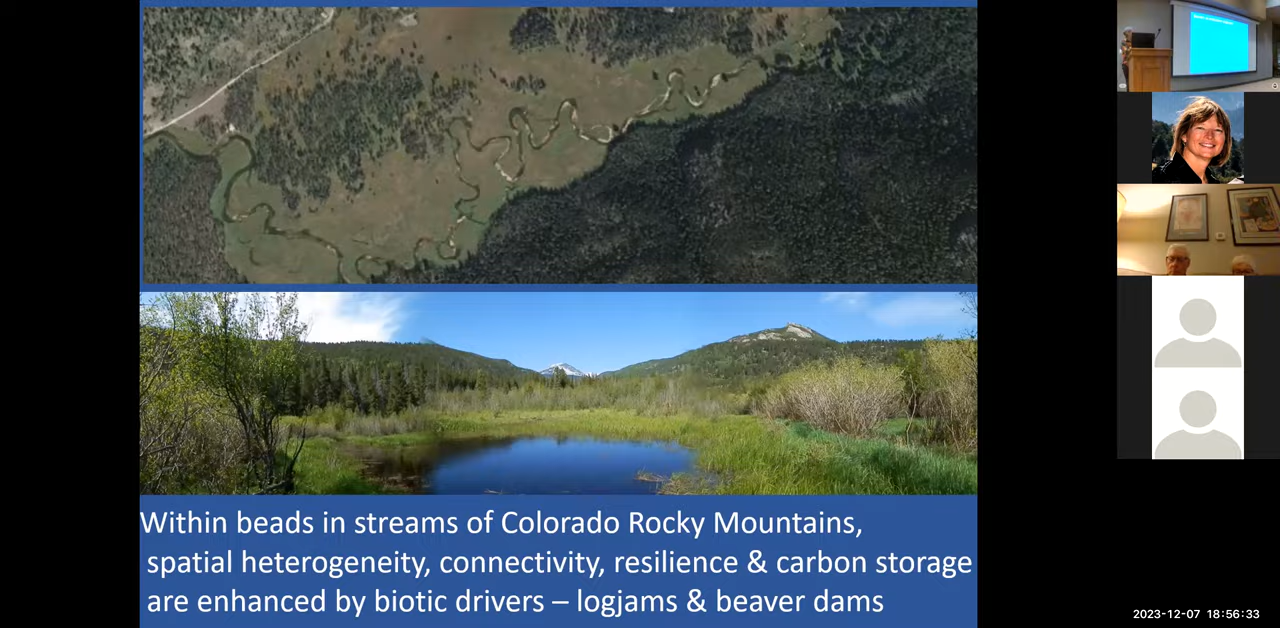 Within beads in streams of Colorado Rocky Mountains,
spatial heterogeneity, connectivity, resilience & carbon storage
are enhanced by biotic drivers – logjams & beaver dams
2023-12-07 18:56:33